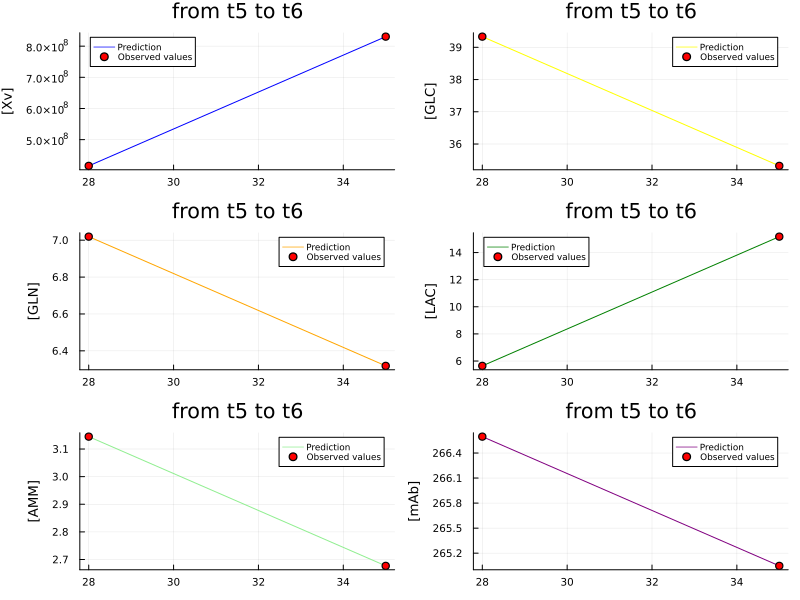 from t5 to t6
[Xv]
8.0×10⁸
7.0×10⁸
6.0×10⁸
5.0×10⁸
Prediction
Observed values
28 30 32 34
from t5 to t6
[GLC]
39
38
37
36
Prediction
Observed values
28 30 32 34
from t5 to t6
[GLN]
7.0
6.8
6.6
6.4
Prediction
Observed values
28 30 32 34
from t5 to t6
[LAC]
14
12
10
8
6
Prediction
Observed values
28 30 32 34
from t5 to t6
[AMM]
3.1
3.0
2.9
2.8
2.7
Prediction
Observed values
28 30 32 34
from t5 to t6
[mAb]
266.4
266.1
265.8
265.5
265.2
Prediction
Observed values
28 30 32 34